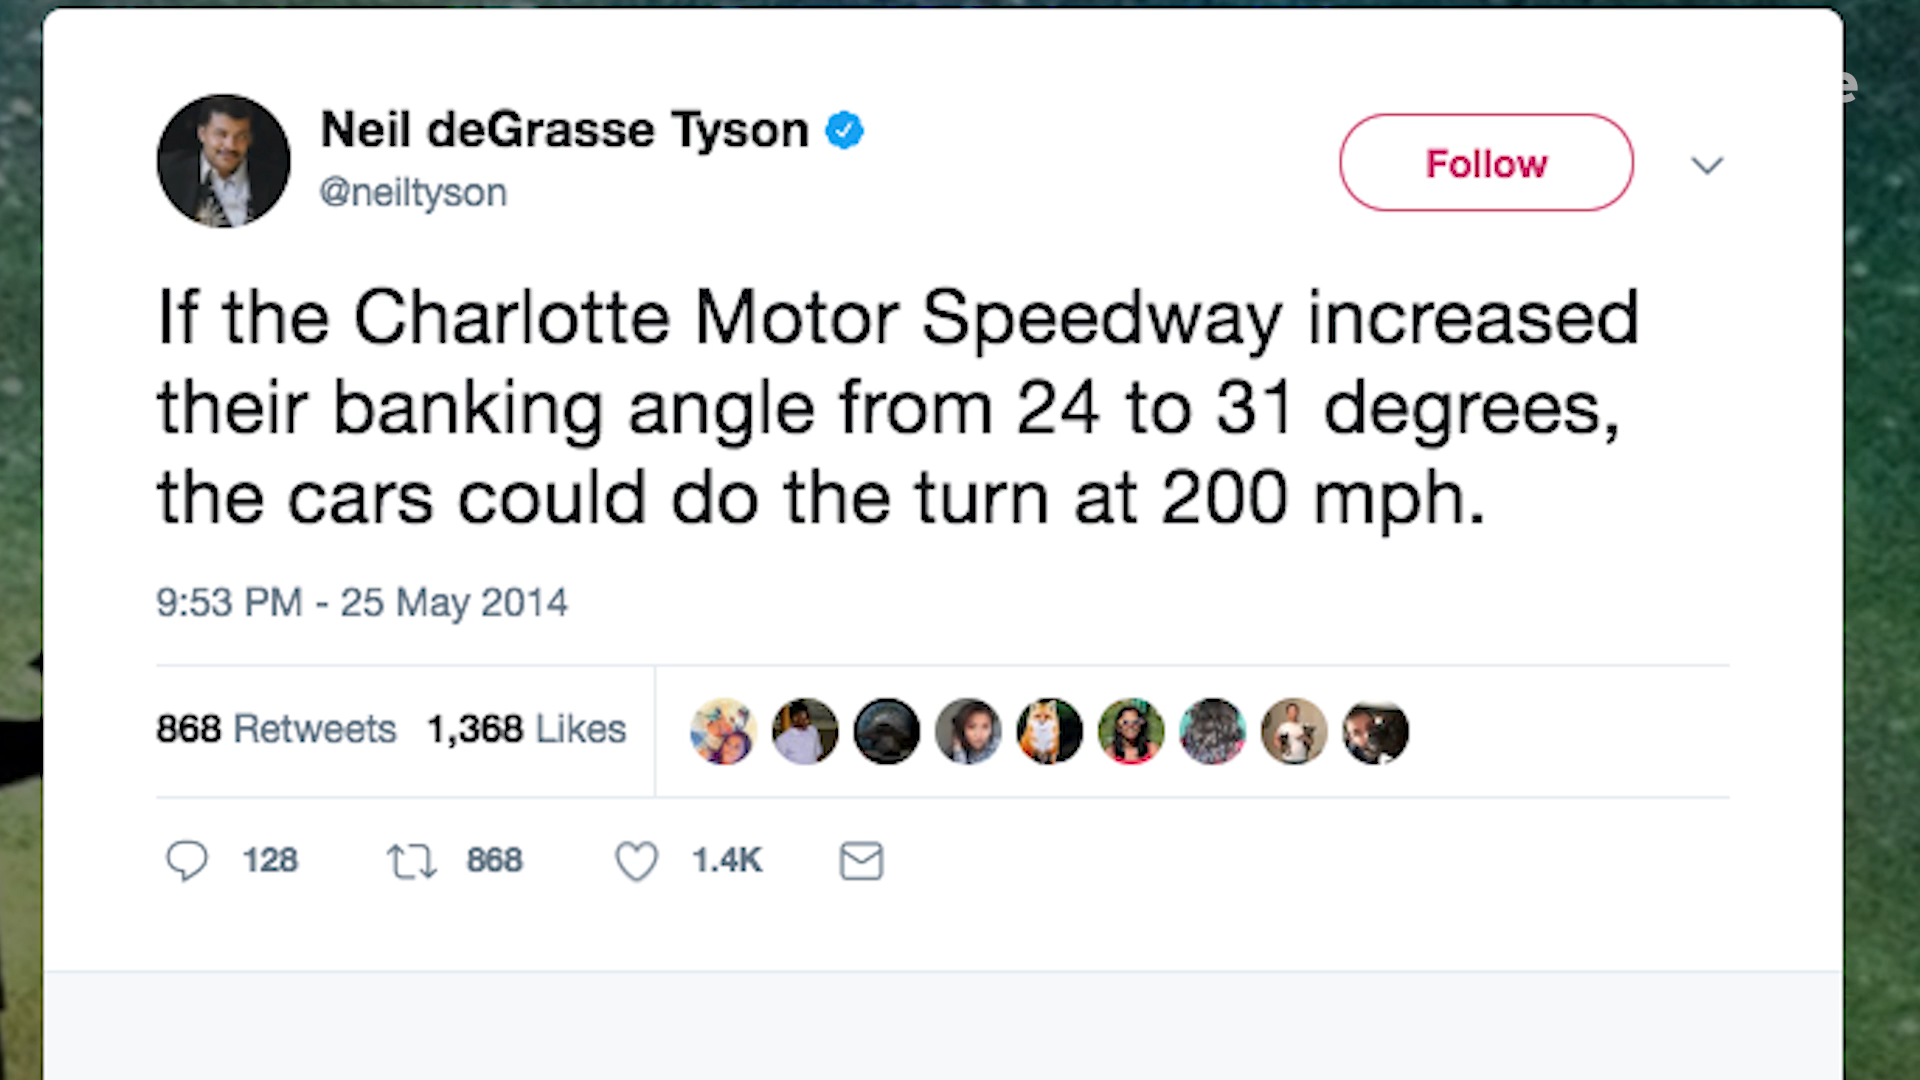 Neil deGrasse Tyson
@neiltyson
Follow
If the Charlotte Motor Speedway increased
their banking angle from 24 to 31 degrees,
the cars could do the turn at 200 mph.
9:53 PM - 25 May 2014
868 Retweets 1,368 Likes
128 868 1.4K